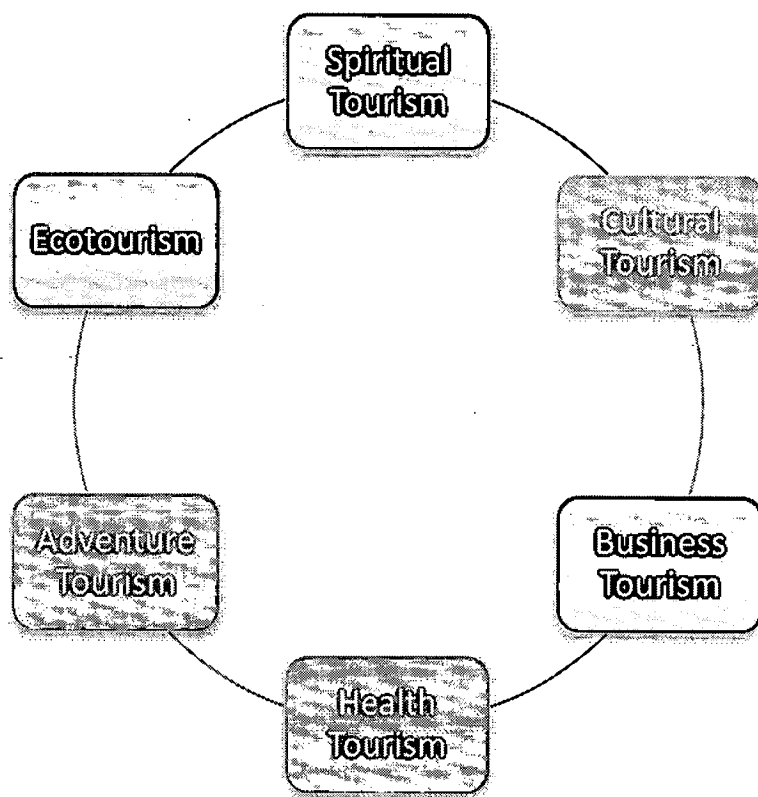 Spiritual
Tourism
Cultural
Tourism
Business
Tourism
Health
Tourism
Adventure
Tourism
Ecotourism